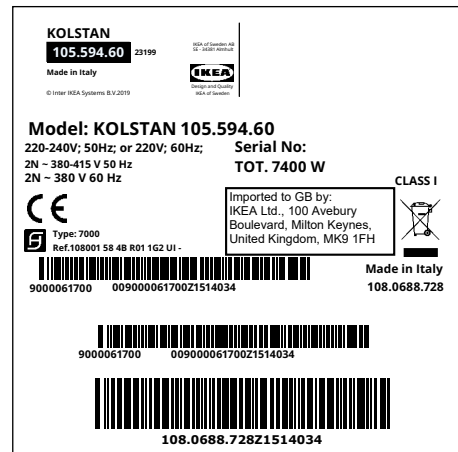 KOLSTAN
105.594.60 23199
Made in Italy
© Inter IKEA Systems B.V.2019
IKEA of Sweden AB
SE - 34381 Älmhult
IKEA
Design and Quality
IKEA of Sweden
Model: KOLSTAN 105.594.60
220-240V; 50Hz; or 220V; 60Hz;
Serial No:
2N ~ 380-415 V 50 Hz
TOT. 7400 W
2N ~ 380 V 60 Hz
CLASS I
CE
Imported to GB by:
IKEA Ltd., 100 Avebury
Boulevard, Milton Keynes,
United Kingdom, MK9 1FH
Type: 7000
Ref.108001 58 4B R01 1G2 UI -
9000061700 009000061700Z1514034
Made in Italy
108.0688.728
9000061700 009000061700Z1514034
108.0688.728Z1514034